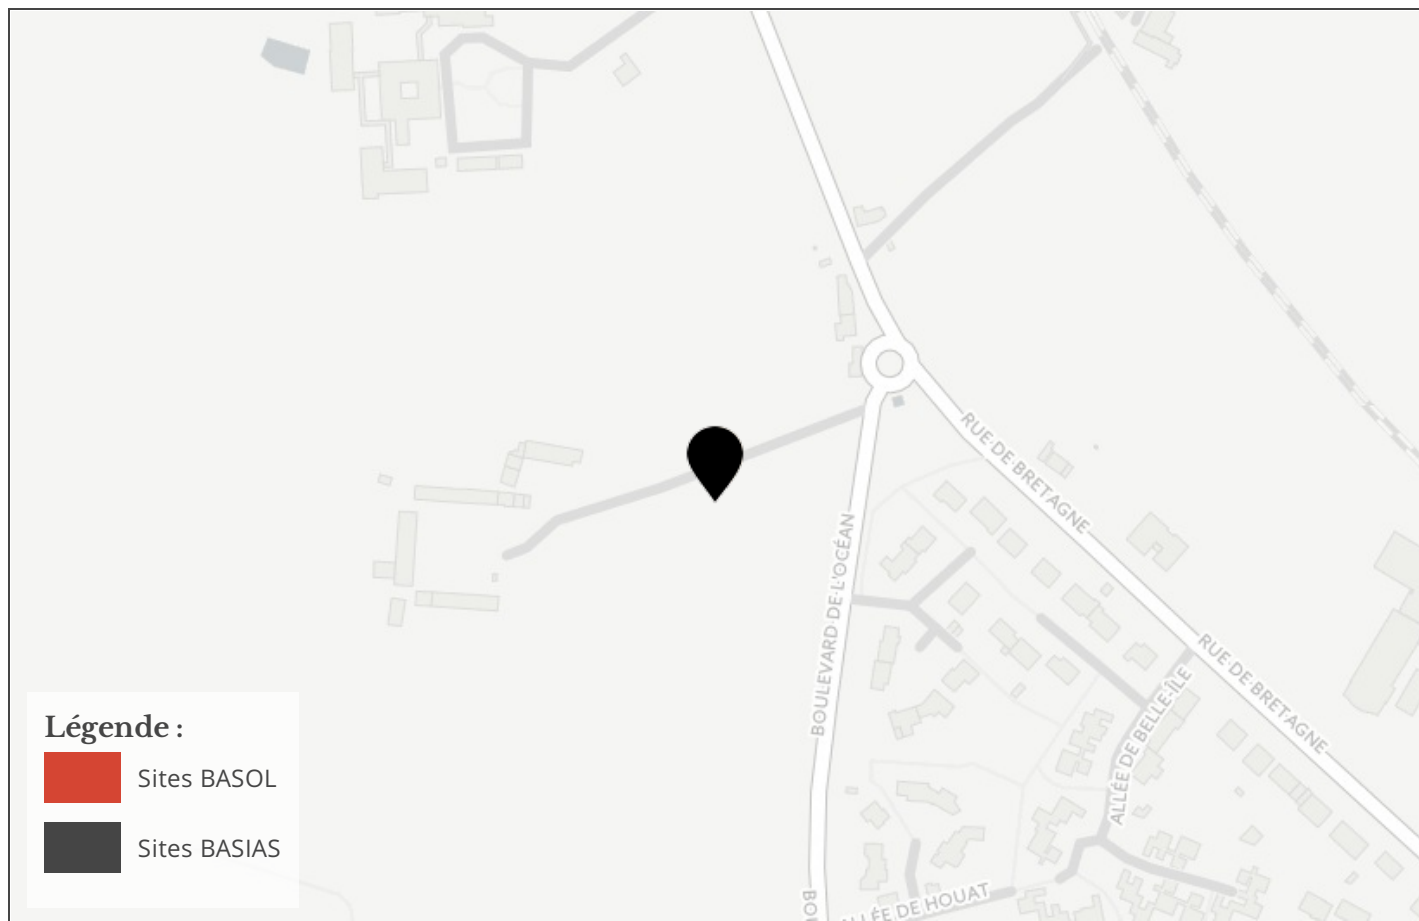 RUE DE BRETAGNE
BOULEVARD DE L'OCÉAN
RUE DE BRETAGNE
ALLÉE DE BELLE-ÎLE
Légende :
Sites BASOL
Sites BASIAS
BOU
ALLÉE DE HOUAT